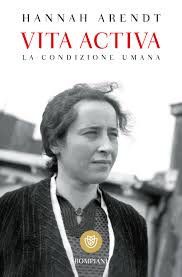 HANNAH ARENDT
VITA ACTIVA
LA CONDIZIONE UMANA
BOMPIANI